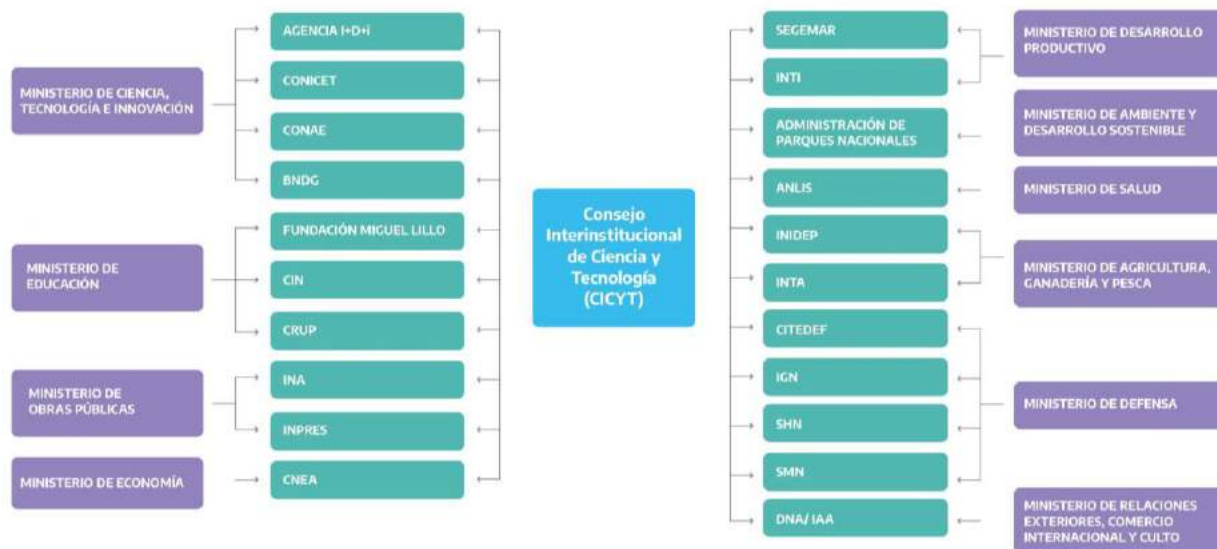 MINISTERIO DE CIENCIA,
TECNOLOGÍA E INNOVACIÓN
MINISTERIO DE
EDUCACIÓN
MINISTERIO DE
OBRAS PÚBLICAS
MINISTERIO DE ECONOMÍA
AGENCIA I+D+i
CONICET
CONAE
BNDG
FUNDACIÓN MIGUEL LILLO
CIN
CRUP
INA
INPRES
CNEA
Consejo
Interinstitucional
de Ciencia y
Tecnología
(CICYT)
SEGEMAR
INTI
ADMINISTRACIÓN DE
PARQUES NACIONALES
ANLIS
INIDEP
INTA
CITEDEF
IGN
SHN
SMN
DNA/ IAA
MINISTERIO DE DESARROLLO
PRODUCTIVO
MINISTERIO DE AMBIENTE Y
DESARROLLO SOSTENIBLE
MINISTERIO DE SALUD
MINISTERIO DE AGRICULTURA,
GANADERÍA Y PESCA
MINISTERIO DE DEFENSA
MINISTERIO DE RELACIONES
EXTERIORES, COMERCIO
INTERNACIONAL Y CULTO